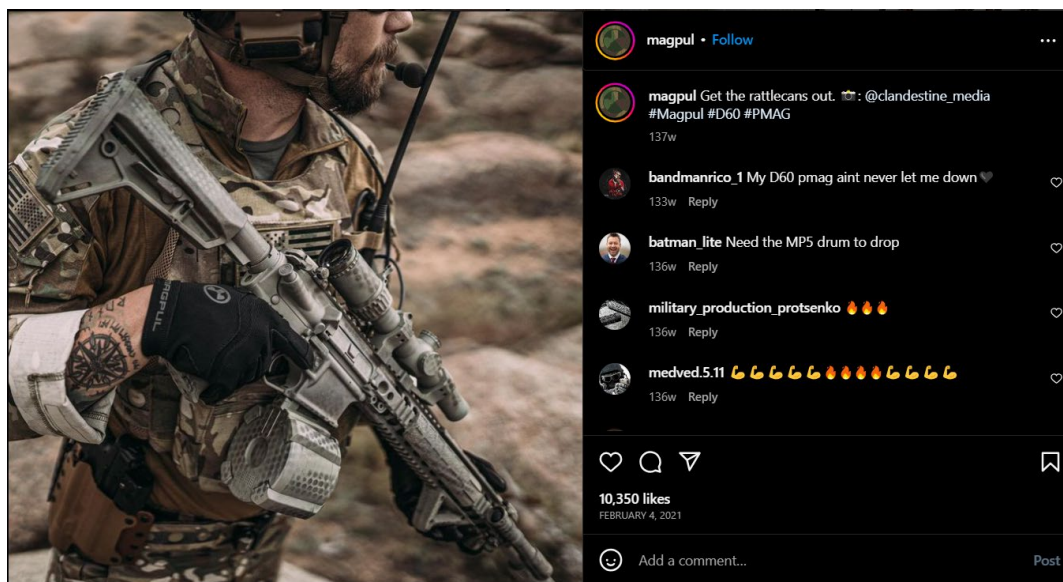 MAGPUL
magpul • Follow
magpul Get the rattlecans out. 📸: @clandestine_media
#Magpul #D60 #PMAG
137w
bandmanrico_1 My D60 pmag aint never let me down🖤
133w Reply
batman_lite Need the MP5 drum to drop
136w Reply
military_production_protsenko 🔥🔥🔥
136w Reply
medved.5.11 💪💪💪💪💪🔥🔥🔥🔥💪💪💪💪
136w Reply
10,350 likes
FEBRUARY 4, 2021
Add a comment...
Post